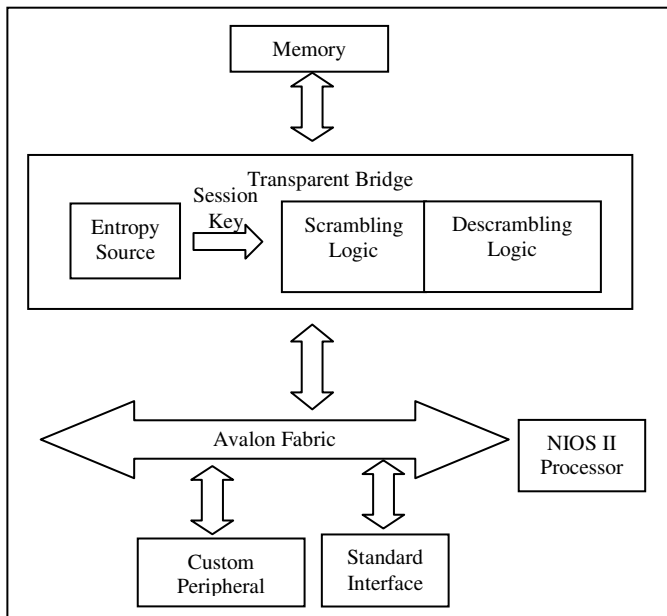 Memory
Transparent Bridge
Session
Key
Entropy
Source
Scrambling
Logic
Descrambling
Logic
Avalon Fabric
NIOS II
Processor
Custom
Peripheral
Standard
Interface